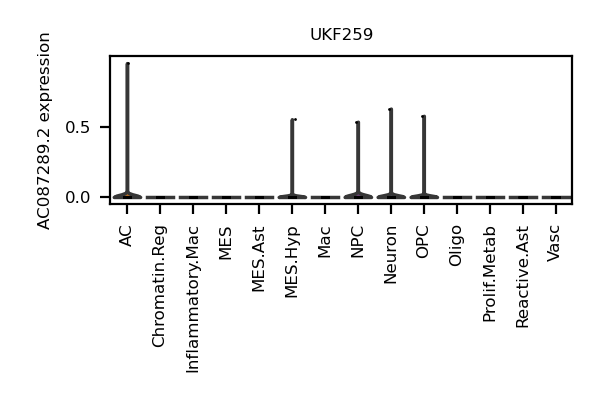 UKF259
AC087289.2 expression
0.5
0.0
AC
Chromatin.Reg
Inflammatory.Mac
MES
MES.Ast
MES.Hyp
Mac
NPC
Neuron
OPC
Oligo
Prolif.Metab
Reactive.Ast
Vasc